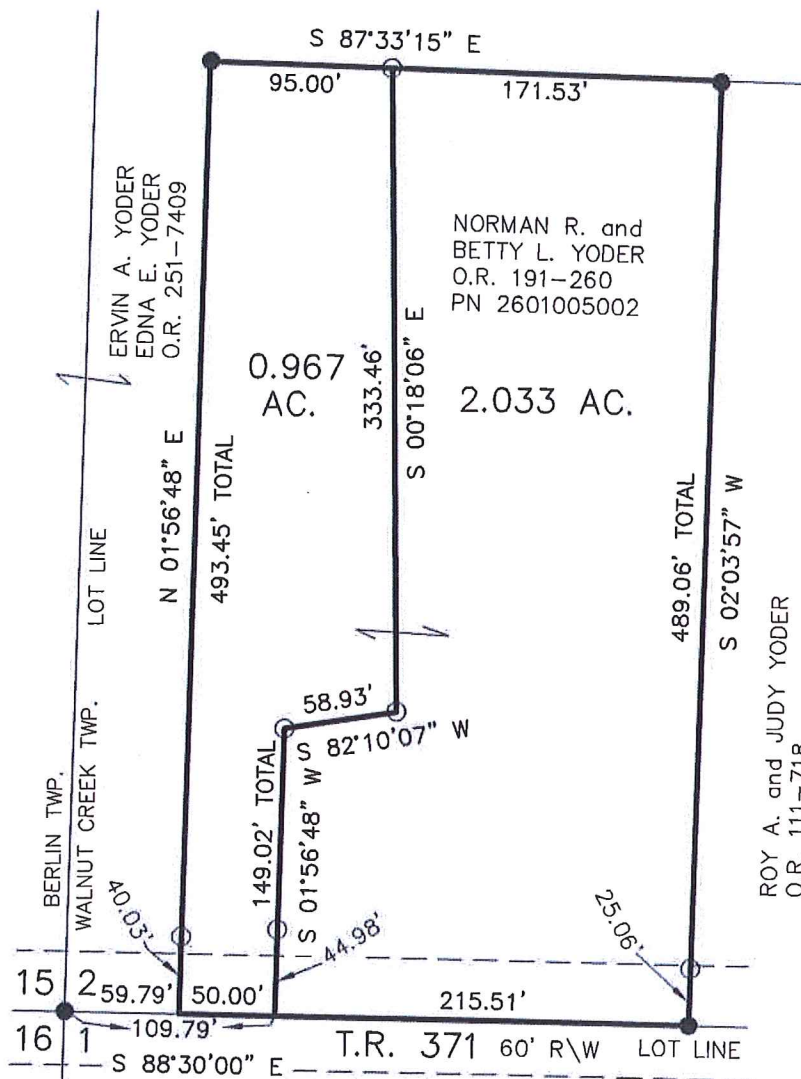 S 87°33'15" E
95.00'
171.53'
ERVIN A. YODER
EDNA E. YODER
O.R. 251-7409
NORMAN R. and
BETTY L. YODER
O.R. 191-260
PN 2601005002
0.967
AC.
333.46'
S 00°18'06" E
2.033 AC.
N 01°56'48" E
493.45' TOTAL
489.06' TOTAL
S 02°03'57" W
LOT LINE
BERLIN TWP.
WALNUT CREEK TWP.
58.93'
S 82°10'07" W
149.02' TOTAL
S 01°56'48" W
ROY A. and JUDY YODER
O.R. 111-718
40.03'
44.98'
25.06'
15 2
59.79'
50.00'
215.51'
16 1
109.79'
S 88°30'00" E
T.R. 371 60' R\W LOT LINE